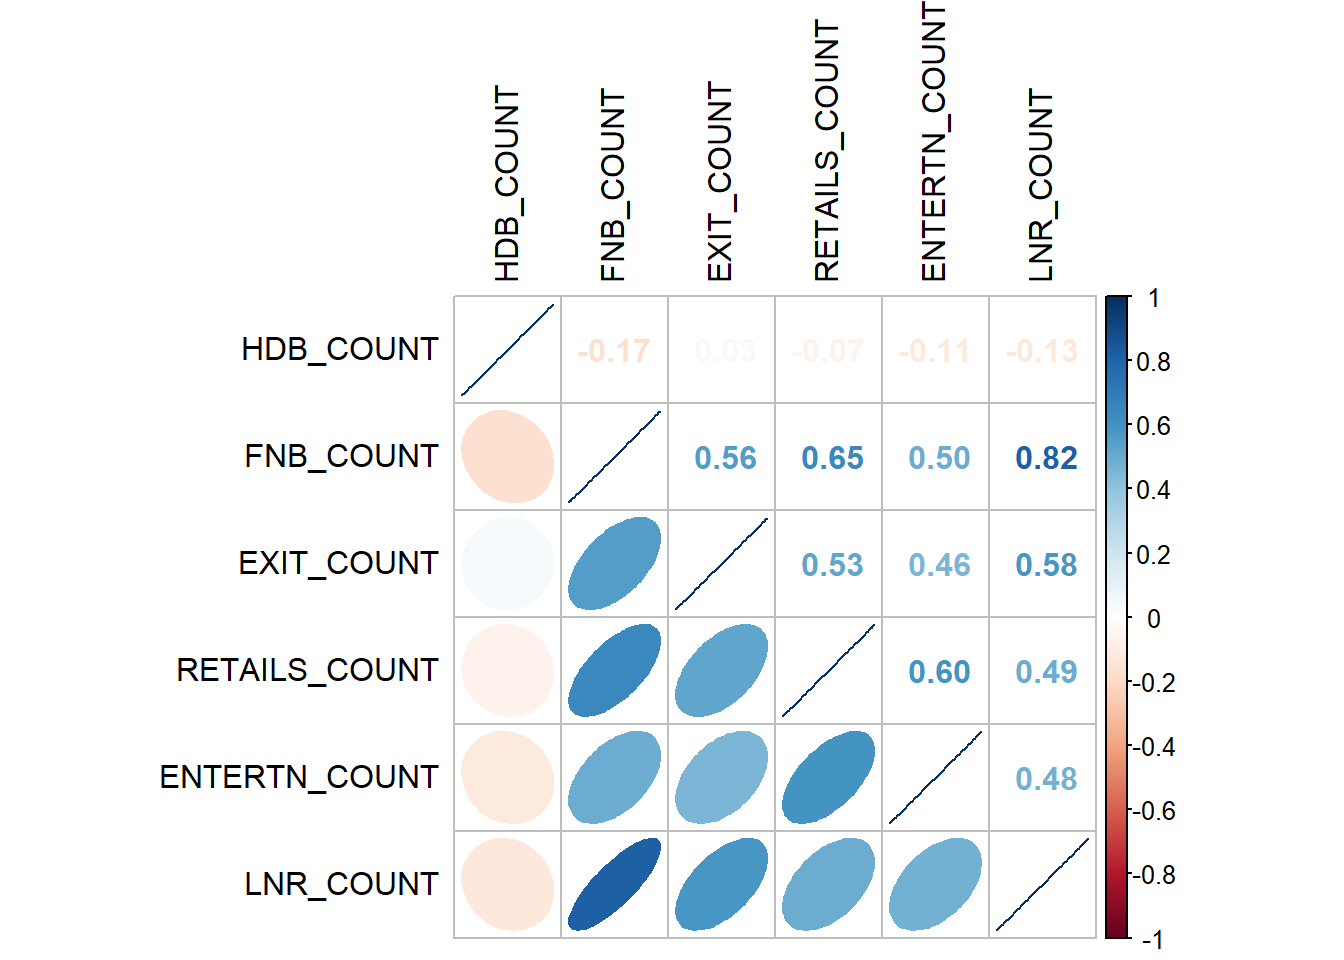 HDB_COUNT
FNB_COUNT
EXIT_COUNT
RETAILS_COUNT
ENTERTN_COUNT
LNR_COUNT
HDB_COUNT -0.17 0.03 -0.07 -0.11 -0.13
FNB_COUNT 0.56 0.65 0.50 0.82
EXIT_COUNT 0.53 0.46 0.58
RETAILS_COUNT 0.60 0.49
ENTERTN_COUNT 0.48
LNR_COUNT
1
0.8
0.6
0.4
0.2
0
-0.2
-0.4
-0.6
-0.8
-1